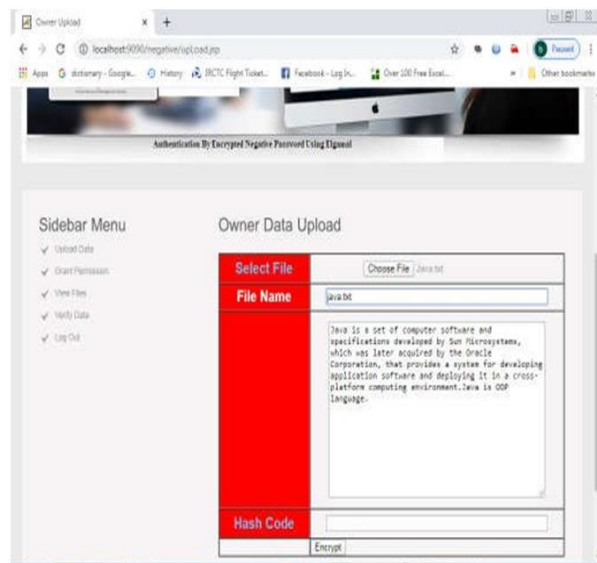 Owner Upload
localhost:9090/negative/upload.jsp
Paused
Apps
dictionary - Google...
History
IRCTC Flight Ticket...
Facebook - Log In...
Over 100 Free Excel...
»
Other bookmarks
Authentication By Encrypted Negative Password Using Elgamal
Sidebar Menu
Upload Data
Grant Permission
View Files
Verify Data
Log Out
Owner Data Upload
Select File
Choose File Java.txt
File Name
java.txt
Java is a set of computer software and
specifications developed by Sun Microsystems,
which was later acquired by the Oracle
Corporation, that provides a system for developing
application software and deploying it in a cross-
platform computing environment.Java is OOP
language.
Hash Code
Encrypt